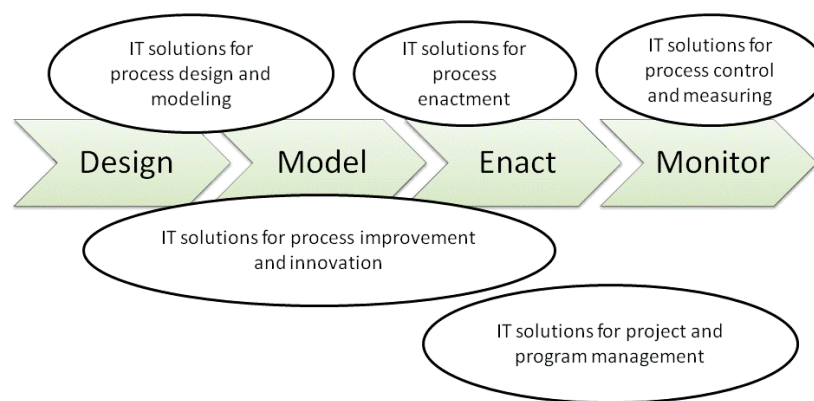 IT solutions for
process design and
modeling
IT solutions for
process
enactment
IT solutions for
process control
and measuring
Design
Model
Enact
Monitor
IT solutions for process improvement
and innovation
IT solutions for project and
program management